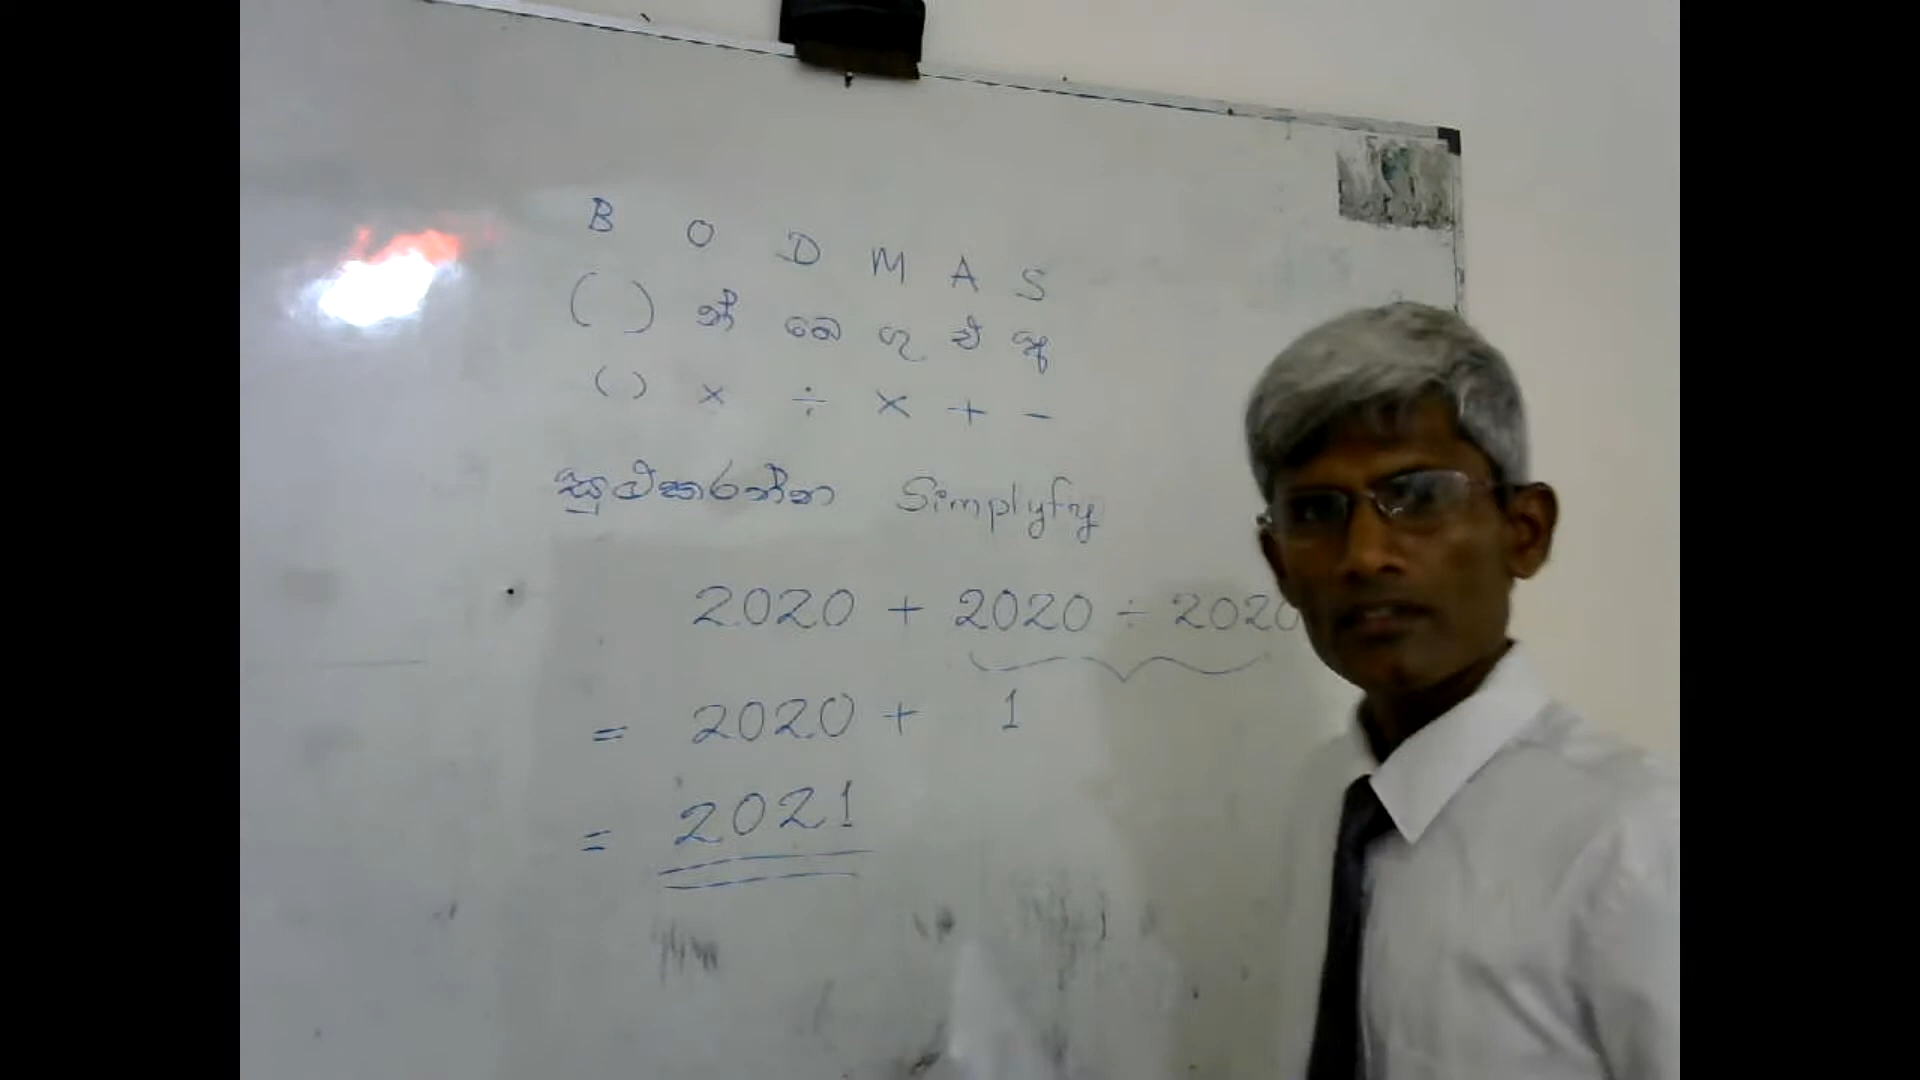 B O D M A S
( ) න් බෙ ගු ඒ අ
( ) × ÷ × + −
සුළුකරන්න Simplyfy
2020 + 2020 ÷ 2020
= 2020 + 1
= 2021